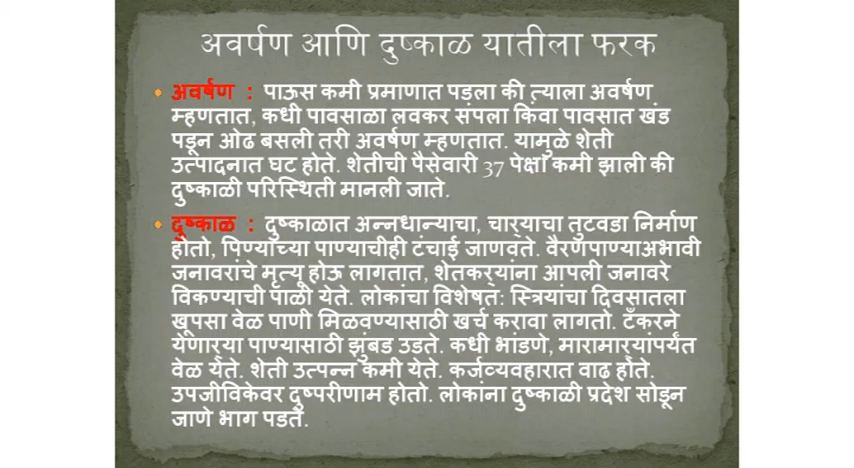 अवर्षण आणि दुष्काळ यातीला फरक
• अवर्षण : पाऊस कमी प्रमाणात पडला की त्याला अवर्षण
म्हणतात, कधी पावसाळा लवकर संपला किंवा पावसात खंड
पडून ओढ बसली तरी अवर्षण म्हणतात. यामुळे शेती
उत्पादनात घट होते. शेतीची पैसेवारी 37 पेक्षा कमी झाली की
दुष्काळी परिस्थिती मानली जाते.
• दुष्काळ : दुष्काळात अन्नधान्याचा, चाऱ्याचा तुटवडा निर्माण
होतो, पिण्याच्या पाण्याचीही टंचाई जाणवते. वैरणपाण्याअभावी
जनावरांचे मृत्यू होऊ लागतात, शेतकऱ्यांना आपली जनावरे
विकण्याची पाळी येते. लोकांचा विशेषतः स्त्रियांचा दिवसातला
खूपसा वेळ पाणी मिळवण्यासाठी खर्च करावा लागतो. टँकरने
येणाऱ्या पाण्यासाठी झुंबड उडते. कधी भांडणे, मारामाऱ्यांपर्यंत
वेळ येते. शेती उत्पन्न कमी येते. कर्जव्यवहारात वाढ होते.
उपजीविकेवर दुष्परीणाम होतो. लोकांना दुष्काळी प्रदेश सोडून
जाणे भाग पडते.